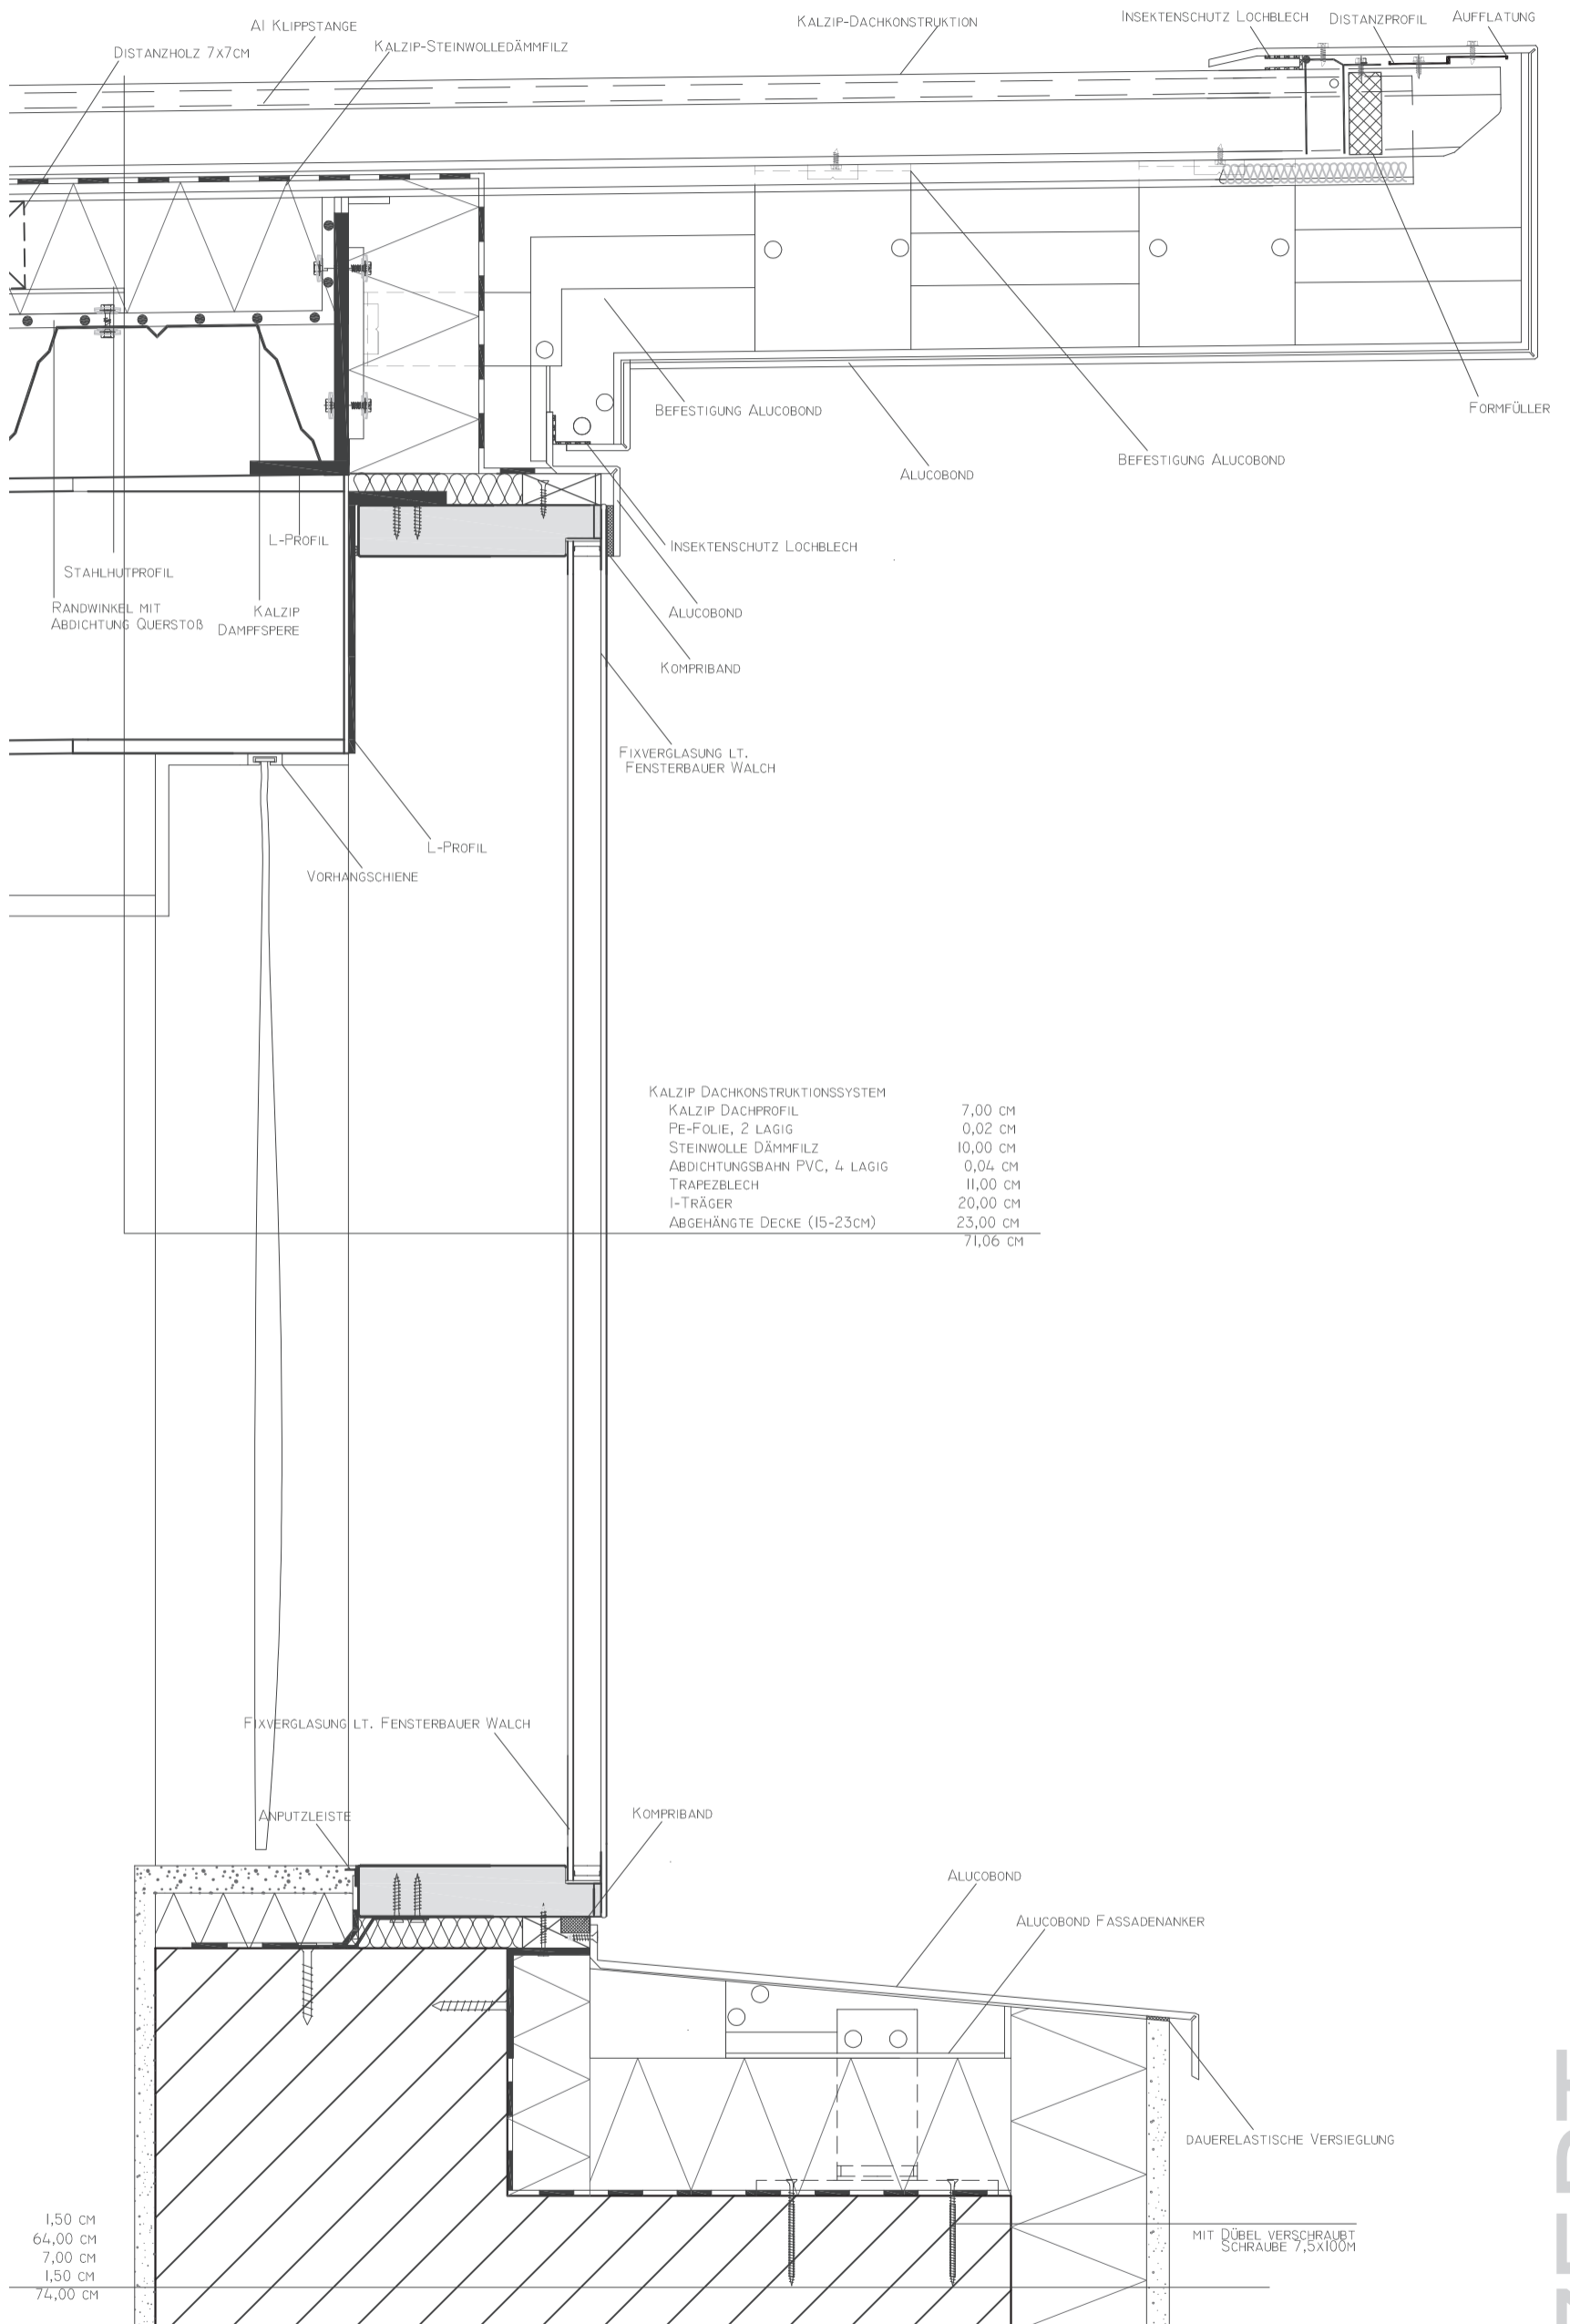 Al Klippstange
Distanzholz 7x7cm
Kalzip-Steinwolledämmfilz
Kalzip-Dachkonstruktion
Insektenschutz Lochblech
Distanzprofil
Aufflatung
Befestigung Alucobond
Alucobond
Befestigung Alucobond
Formfüller
L-Profil
Stahlhutprofil
Randwinkel mit
Abdichtung Querstoß
Kalzip
Dampfspere
Insektenschutz Lochblech
Alucobond
Kompriband
Fixverglasung lt.
Fensterbauer Walch
L-Profil
Vorhangschiene
Kalzip Dachkonstruktionssystem
Kalzip Dachprofil 7,00 cm
Pe-Folie, 2 lagig 0,02 cm
Steinwolle Dämmfilz 10,00 cm
Abdichtungsbahn PVC, 4 lagig 0,04 cm
Trapezblech 11,00 cm
I-Träger 20,00 cm
Abgehängte Decke (15-23cm) 23,00 cm
71,06 cm
Fixverglasung lt. Fensterbauer Walch
Anputzleiste
Kompriband
Alucobond
Alucobond Fassadenanker
dauerelastische Versieglung
mit Dübel verschraubt
Schraube 7,5x100m
1,50 cm
64,00 cm
7,00 cm
1,50 cm
74,00 cm